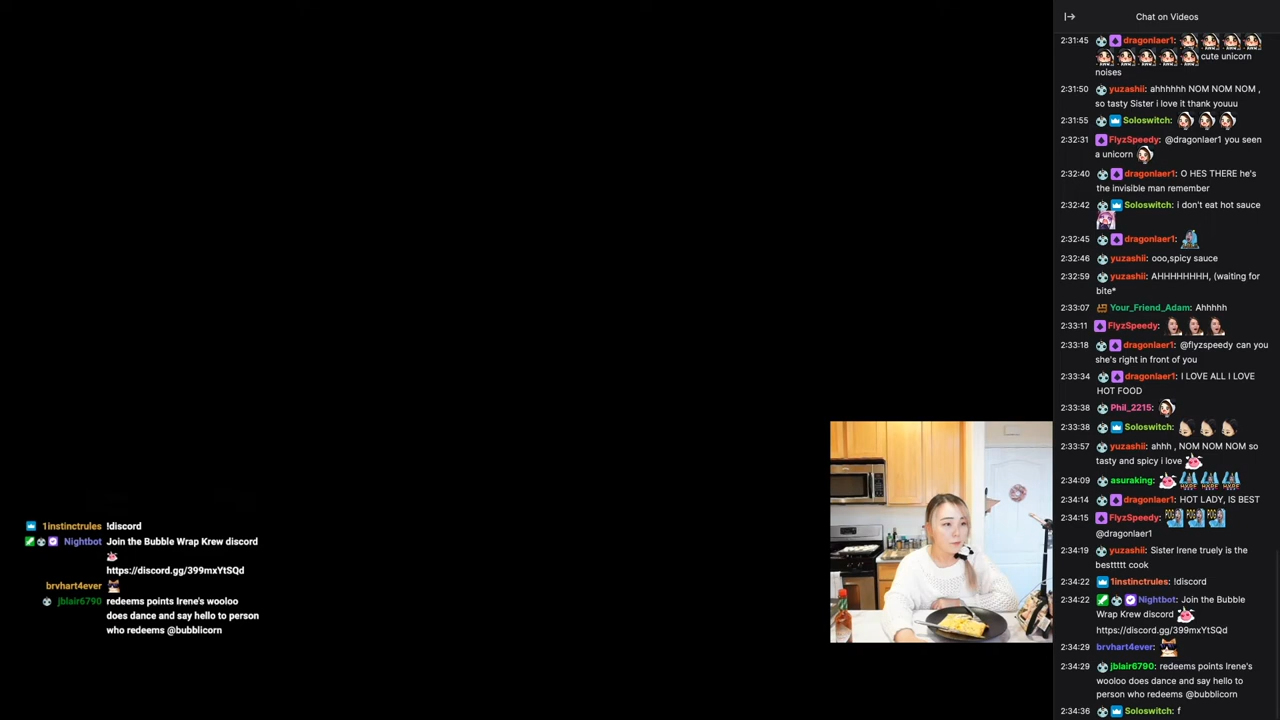 Chat on Videos
2:31:45 dragonlaer1: cute unicorn
noises
2:31:50 yuzashii: ahhhhhh NOM NOM NOM ,
so tasty Sister i love it thank youuu
2:31:55 Soloswitch:
2:32:31 FlyzSpeedy: @dragonlaer1 you seen
a unicorn
2:32:40 dragonlaer1: O HES THERE he's
the invisible man remember
2:32:42 Soloswitch: i don't eat hot sauce
2:32:45 dragonlaer1:
2:32:46 yuzashii: ooo,spicy sauce
2:32:59 yuzashii: AHHHHHHH, (waiting for
bite*
2:33:07 Your_Friend_Adam: Ahhhhh
2:33:11 FlyzSpeedy:
2:33:18 dragonlaer1: @flyzspeedy can you
she's right in front of you
2:33:34 dragonlaer1: I LOVE ALL I LOVE
HOT FOOD
2:33:38 Phil_2215:
2:33:38 Soloswitch:
2:33:57 yuzashii: ahhh , NOM NOM NOM so
tasty and spicy i love
2:34:09 asuraking:
2:34:14 dragonlaer1: HOT LADY, IS BEST
2:34:15 FlyzSpeedy: POG POG POG
@dragonlaer1
2:34:19 yuzashii: Sister Irene truely is the
besttttt cook
2:34:22 1instinctrules: !discord
2:34:22 Nightbot: Join the Bubble
Wrap Krew discord
https://discord.gg/399mxYtSQd
2:34:29 brvhart4ever:
2:34:29 jblair6790: redeems points Irene's
wooloo does dance and say hello to
person who redeems @bubblicorn
2:34:36 Soloswitch: f
1instinctrules !discord
Nightbot Join the Bubble Wrap Krew discord
https://discord.gg/399mxYtSQd
brvhart4ever
jblair6790 redeems points Irene's wooloo
does dance and say hello to person
who redeems @bubblicorn